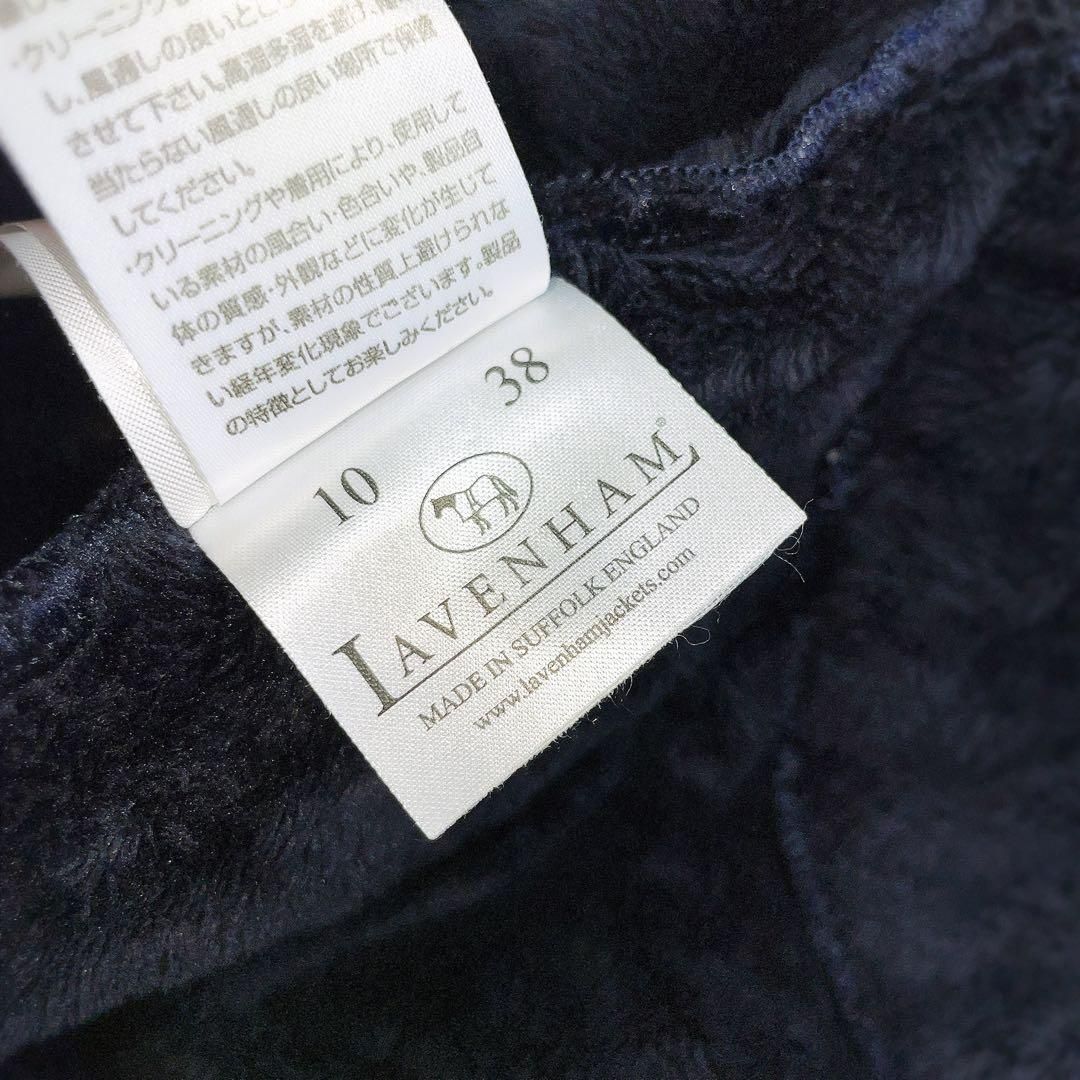 ・クリーニング
し、風通しの良いところ
させて下さい。高温多湿を避け、
当たらない風通しの良い場所で保管
してください。
・クリーニングや着用により、使用して
いる素材の風合い・色合いや、製品自
体の質感・外観などに変化が生じて
きますが、素材の性質上避けられな
い経年変化現象でございます。製品
の特徴としてお楽しみください。
10 38
LAVENHAM®
MADE IN SUFFOLK ENGLAND
www.lavenhamjackets.com